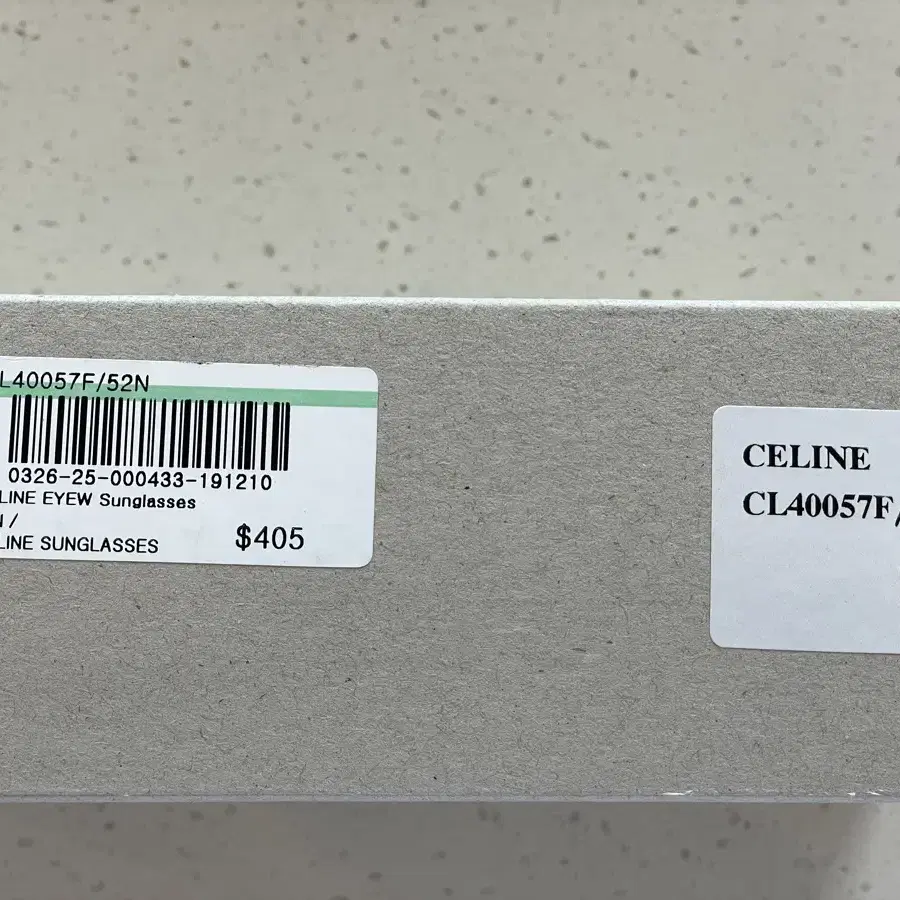 L40057F/52N
0326-25-000433-191210
LINE EYEW Sunglasses
/
LINE SUNGLASSES
$405
CELINE
CL40057F/